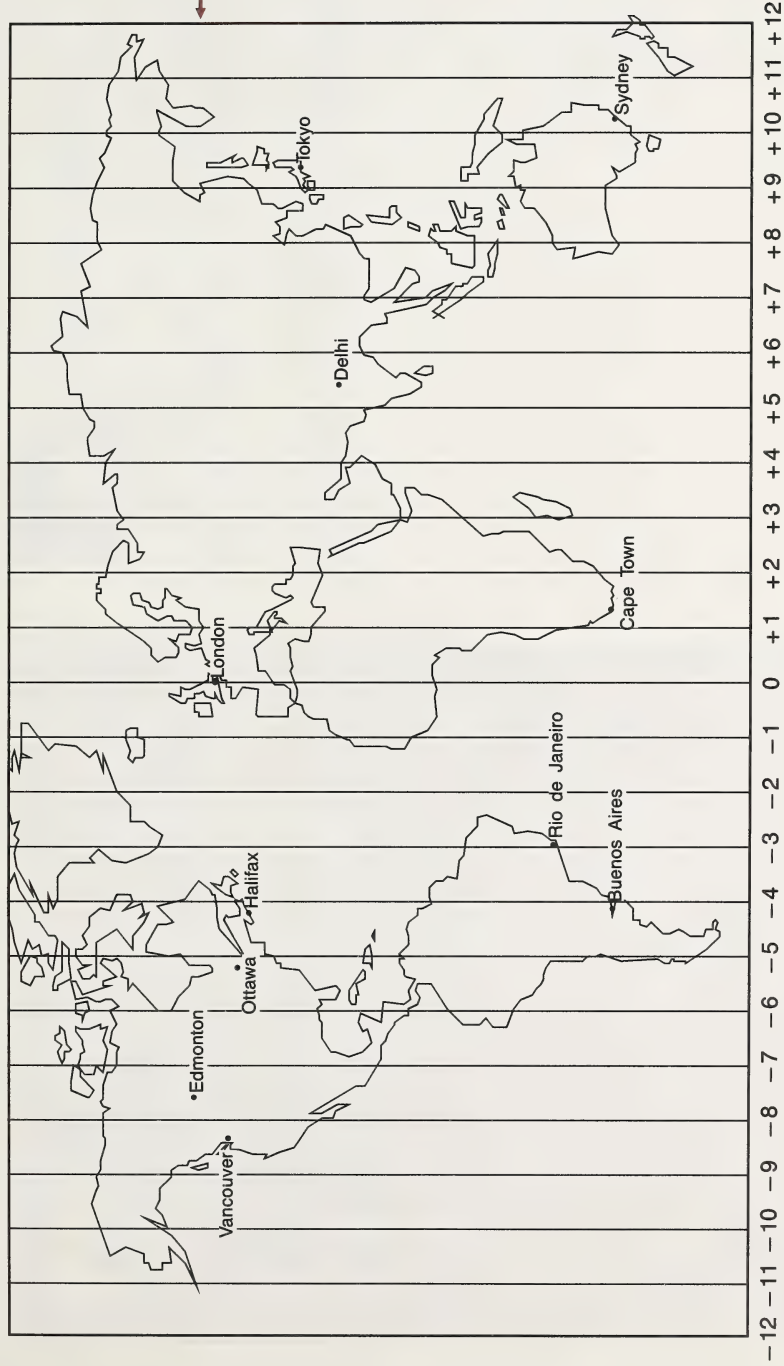 Tokyo
Sydney
Delhi
London
Cape Town
Rio de Janeiro
Buenos Aires
Halifax
Ottawa
Edmonton
Vancouver
−12 −11 −10 −9 −8 −7 −6 −5 −4 −3 −2 −1 0 +1 +2 +3 +4 +5 +6 +7 +8 +9 +10 +11 +12